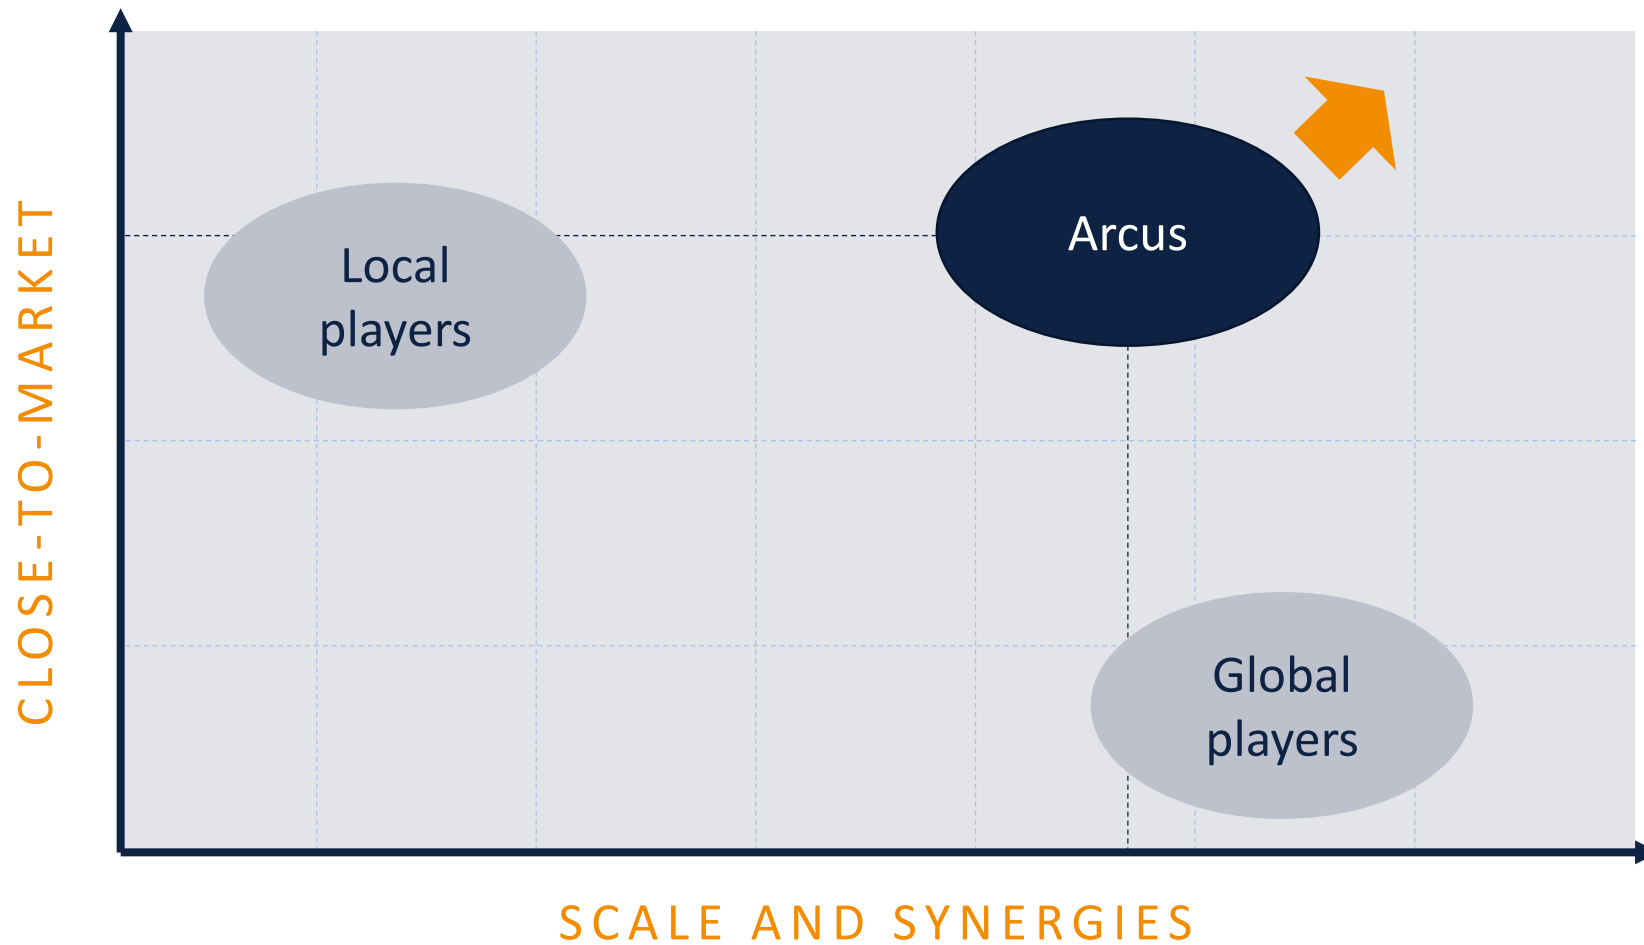 CLOSE-TO-MARKET
Local
players
Arcus
Global
players
SCALE AND SYNERGIES